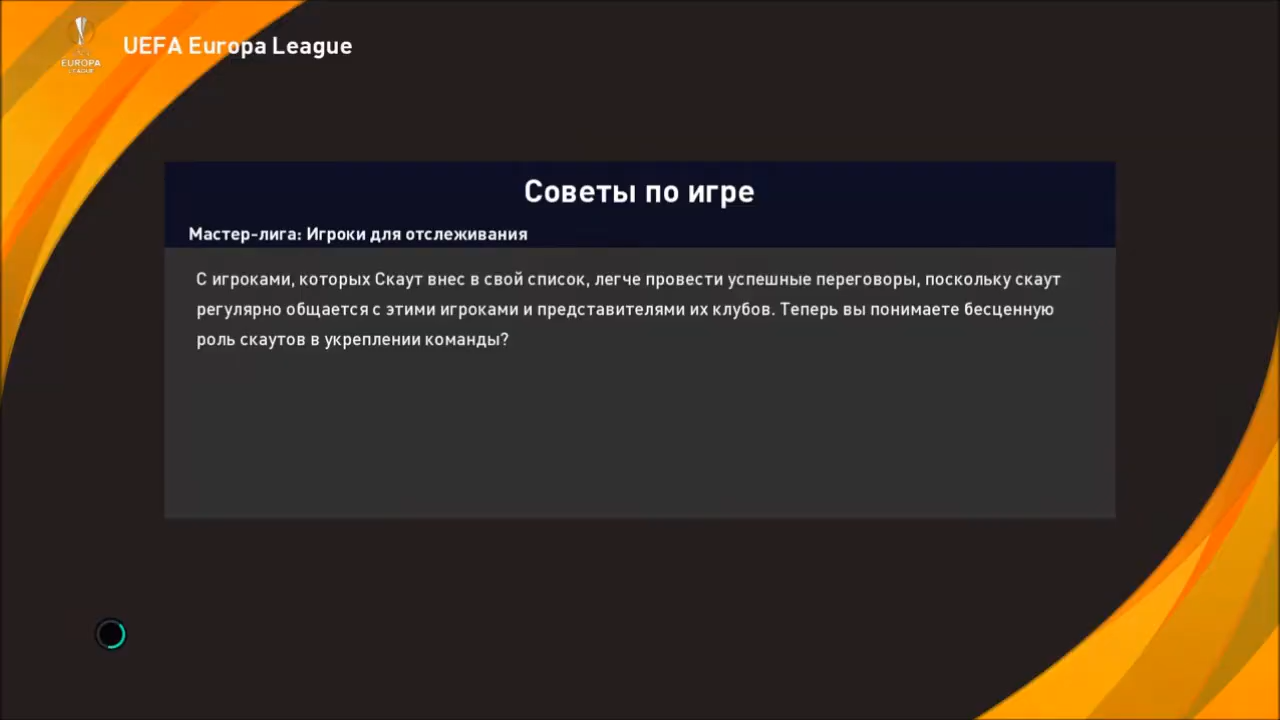 UEFA Europa League
EUROPA
LEAGUE
Советы по игре
Мастер-лига: Игроки для отслеживания
С игроками, которых Скаут внес в свой список, легче провести успешные переговоры, поскольку скаут
регулярно общается с этими игроками и представителями их клубов. Теперь вы понимаете бесценную
роль скаутов в укреплении команды?